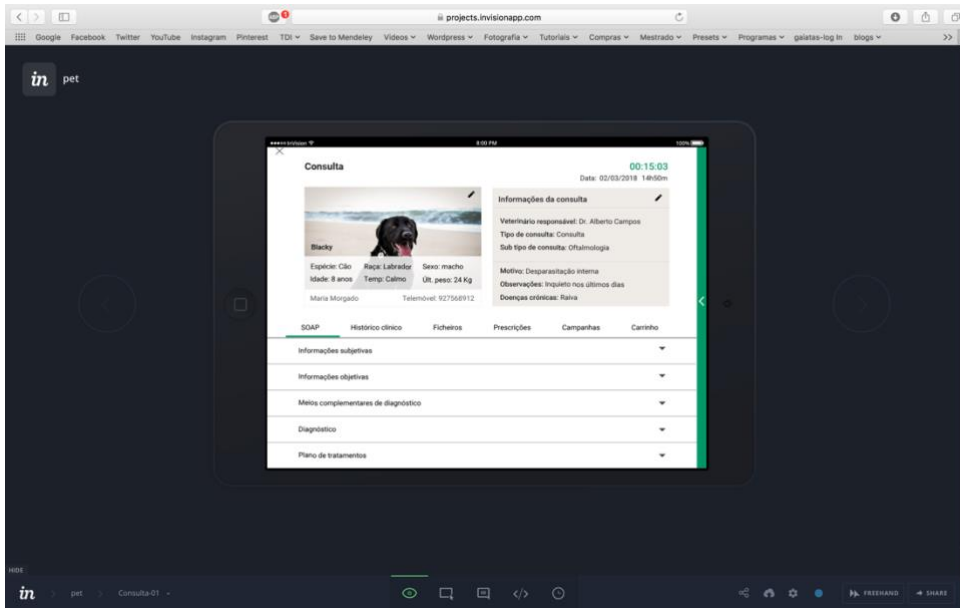 projects.invisionapp.com
Google Facebook Twitter YouTube Instagram Pinterest TDI Save to Mendeley Videos Wordpress Fotografia Tutoriais Compras Mestrado Presets Programas gaiatas-log In blogs >>
in pet
8:00 PM 100%
Consulta
00:15:03
Data: 02/03/2018 14h50m
Blacky
Espécie: Cão Raça: Labrador Sexo: macho
Idade: 8 anos Temp: Calmo Últ. peso: 24 Kg
Maria Morgado Telemóvel: 927568912
Informações da consulta
Veterinário responsável: Dr. Alberto Campos
Tipo de consulta: Consulta
Sub tipo de consulta: Oftalmologia
Motivo: Desparasitação interna
Observações: Inquieto nos últimos dias
Doenças crónicas: Raiva
SOAP Histórico clínico Ficheiros Prescrições Campanhas Carrinho
Informações subjetivas
Informações objetivas
Meios complementares de diagnóstico
Diagnóstico
Plano de tratamentos
HIDE
in pet Consulta-01 FREEHAND SHARE